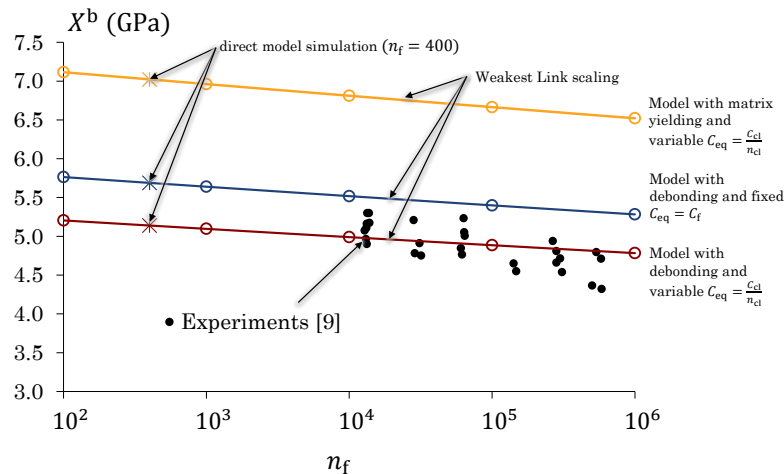 X^b (GPa)
7.5
7.0
6.5
6.0
5.5
5.0
4.5
4.0
3.5
3.0
direct model simulation (n_f = 400)
Weakest Link scaling
Model with matrix
yielding and
variable C_eq = C_cl/n_cl
Model with
debonding and fixed
C_eq = C_f
Model with
debonding and
variable C_eq = C_cl/n_cl
Experiments [9]
10^2 10^3 10^4 10^5 10^6
n_f